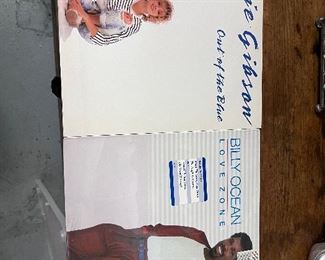 ie Gibson
Out of the Blue
BILLY OCEAN
LOVE ZONE